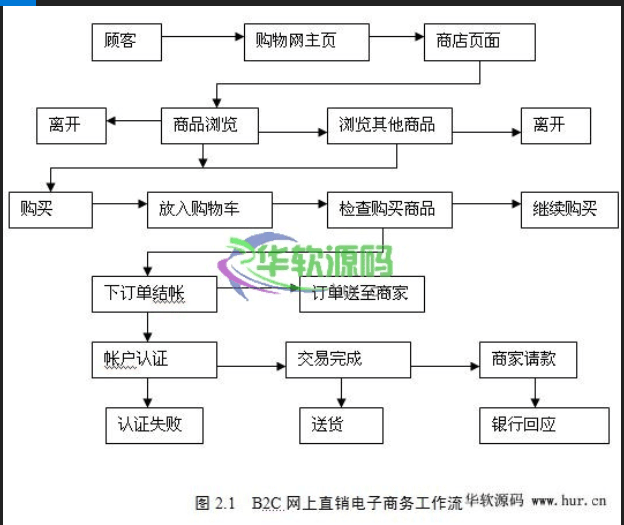 顾客 购物网主页 商店页面
离开 商品浏览 浏览其他商品 离开
购买 放入购物车 检查购买商品 继续购买
华软源码
下订单结帐 订单送至商家
帐户认证 交易完成 商家请款
认证失败 送货 银行回应
图 2.1 B2C 网上直销电子商务工作流 华软源码 www.hur.cn